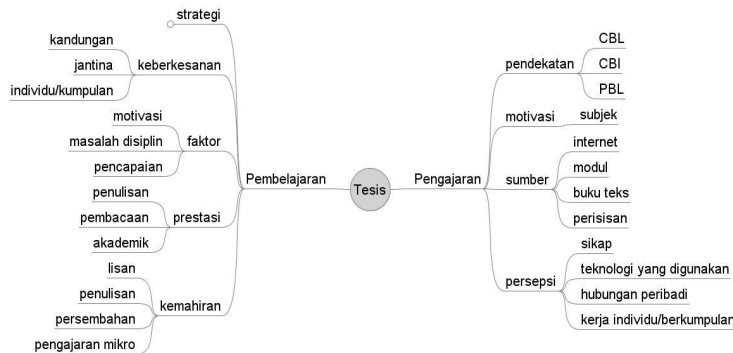 Tesis
Pembelajaran
strategi
keberkesanan
kandungan
jantina
individu/kumpulan
faktor
motivasi
masalah disiplin
pencapaian
prestasi
penulisan
pembacaan
akademik
kemahiran
lisan
penulisan
persembahan
pengajaran mikro
Pengajaran
pendekatan
CBL
CBI
PBL
motivasi
subjek
sumber
internet
modul
buku teks
perisisan
persepsi
sikap
teknologi yang digunakan
hubungan peribadi
kerja individu/berkumpulan